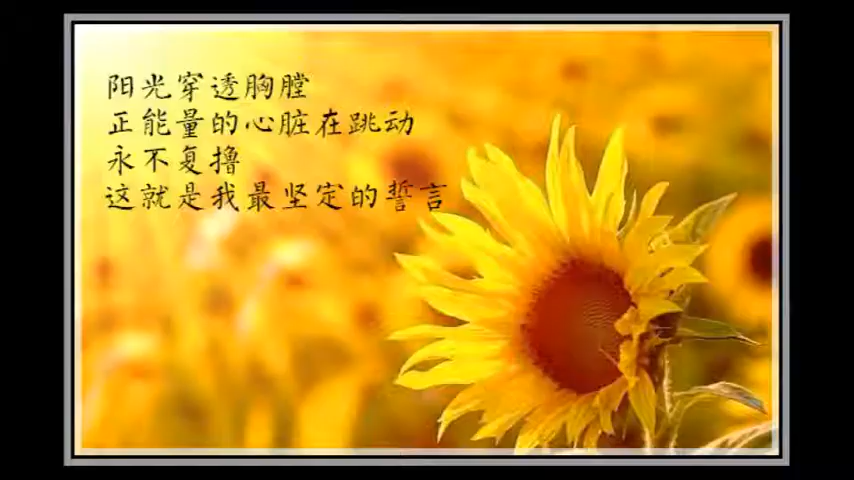 阳光穿透胸膛
正能量的心脏在跳动
永不复撸
这就是我最坚定的誓言